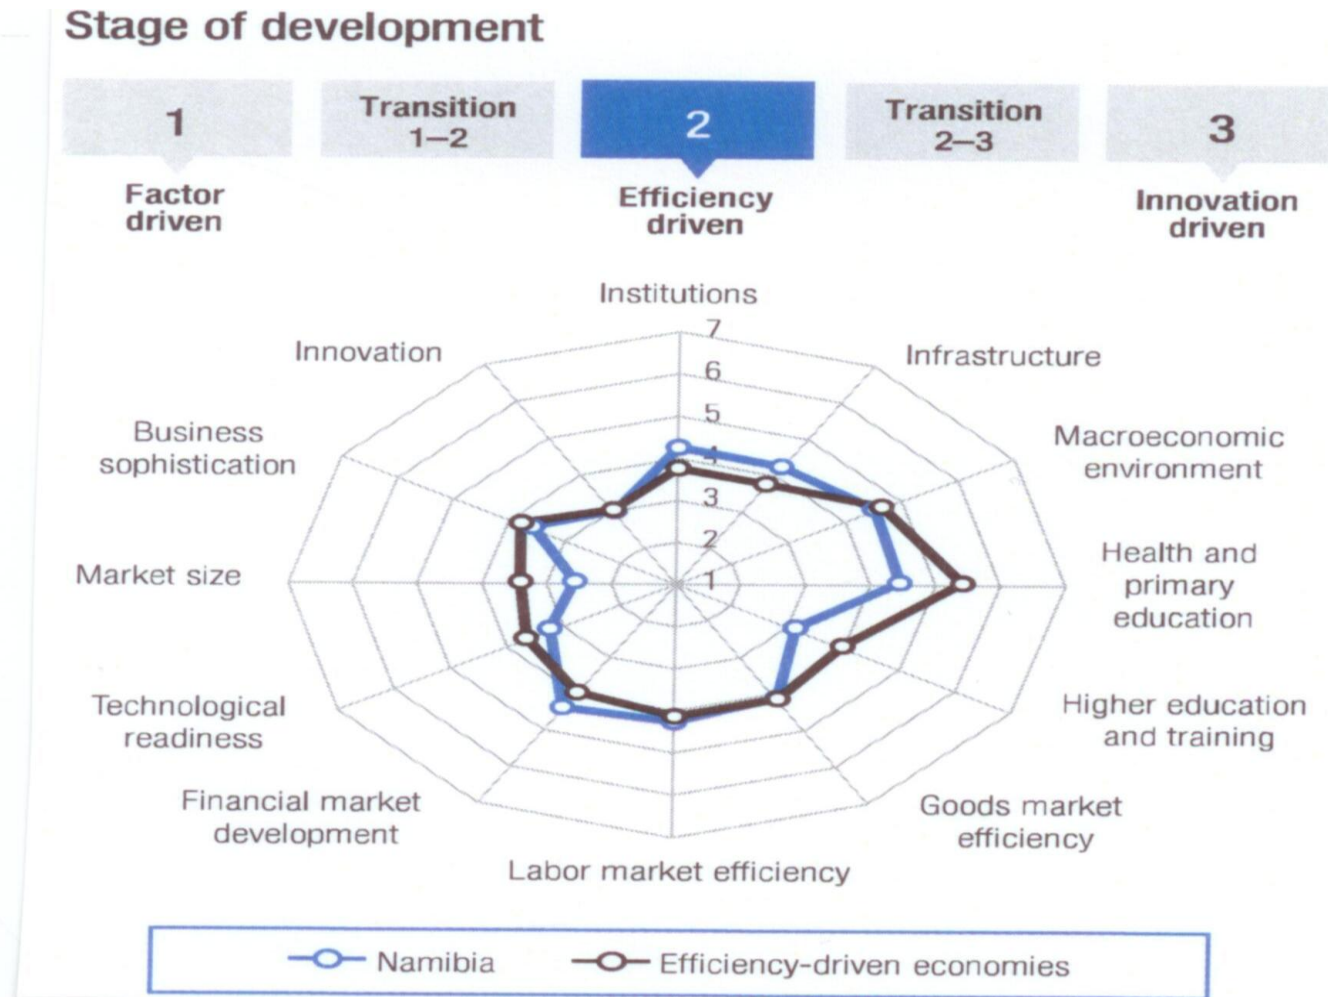 Stage of development
1
Transition
1–2
2
Transition
2–3
3
Factor
driven
Efficiency
driven
Innovation
driven
Institutions
Innovation
7
Infrastructure
6
5
Business
sophistication
Macroeconomic
environment
4
3
2
Market size
1
Health and
primary
education
Technological
readiness
Higher education
and training
Financial market
development
Goods market
efficiency
Labor market efficiency
Namibia
Efficiency-driven economies